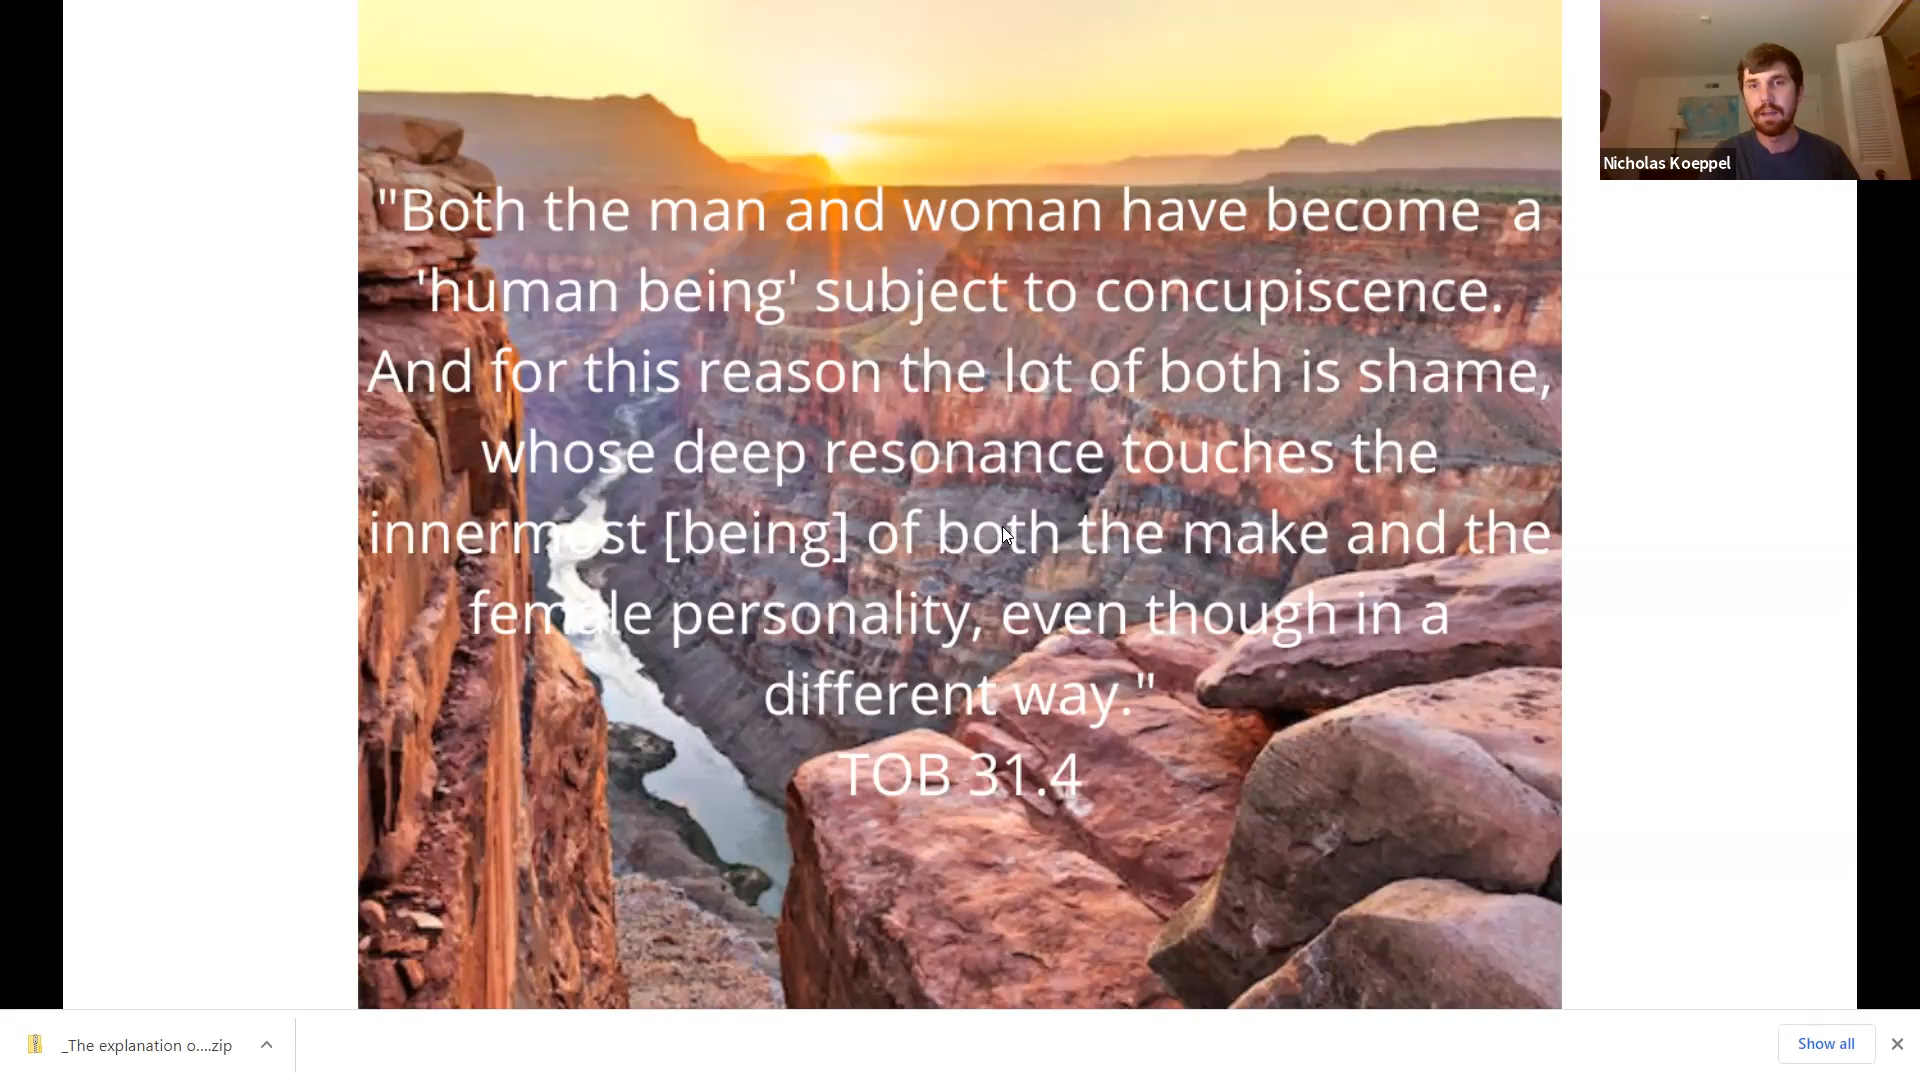 Nicholas Koeppel
"Both the man and woman have become a
'human being' subject to concupiscence.
And for this reason the lot of both is shame,
whose deep resonance touches the
innermost [being] of both the make and the
female personality, even though in a
different way."
TOB 31.4
_The explanation o....zip
Show all